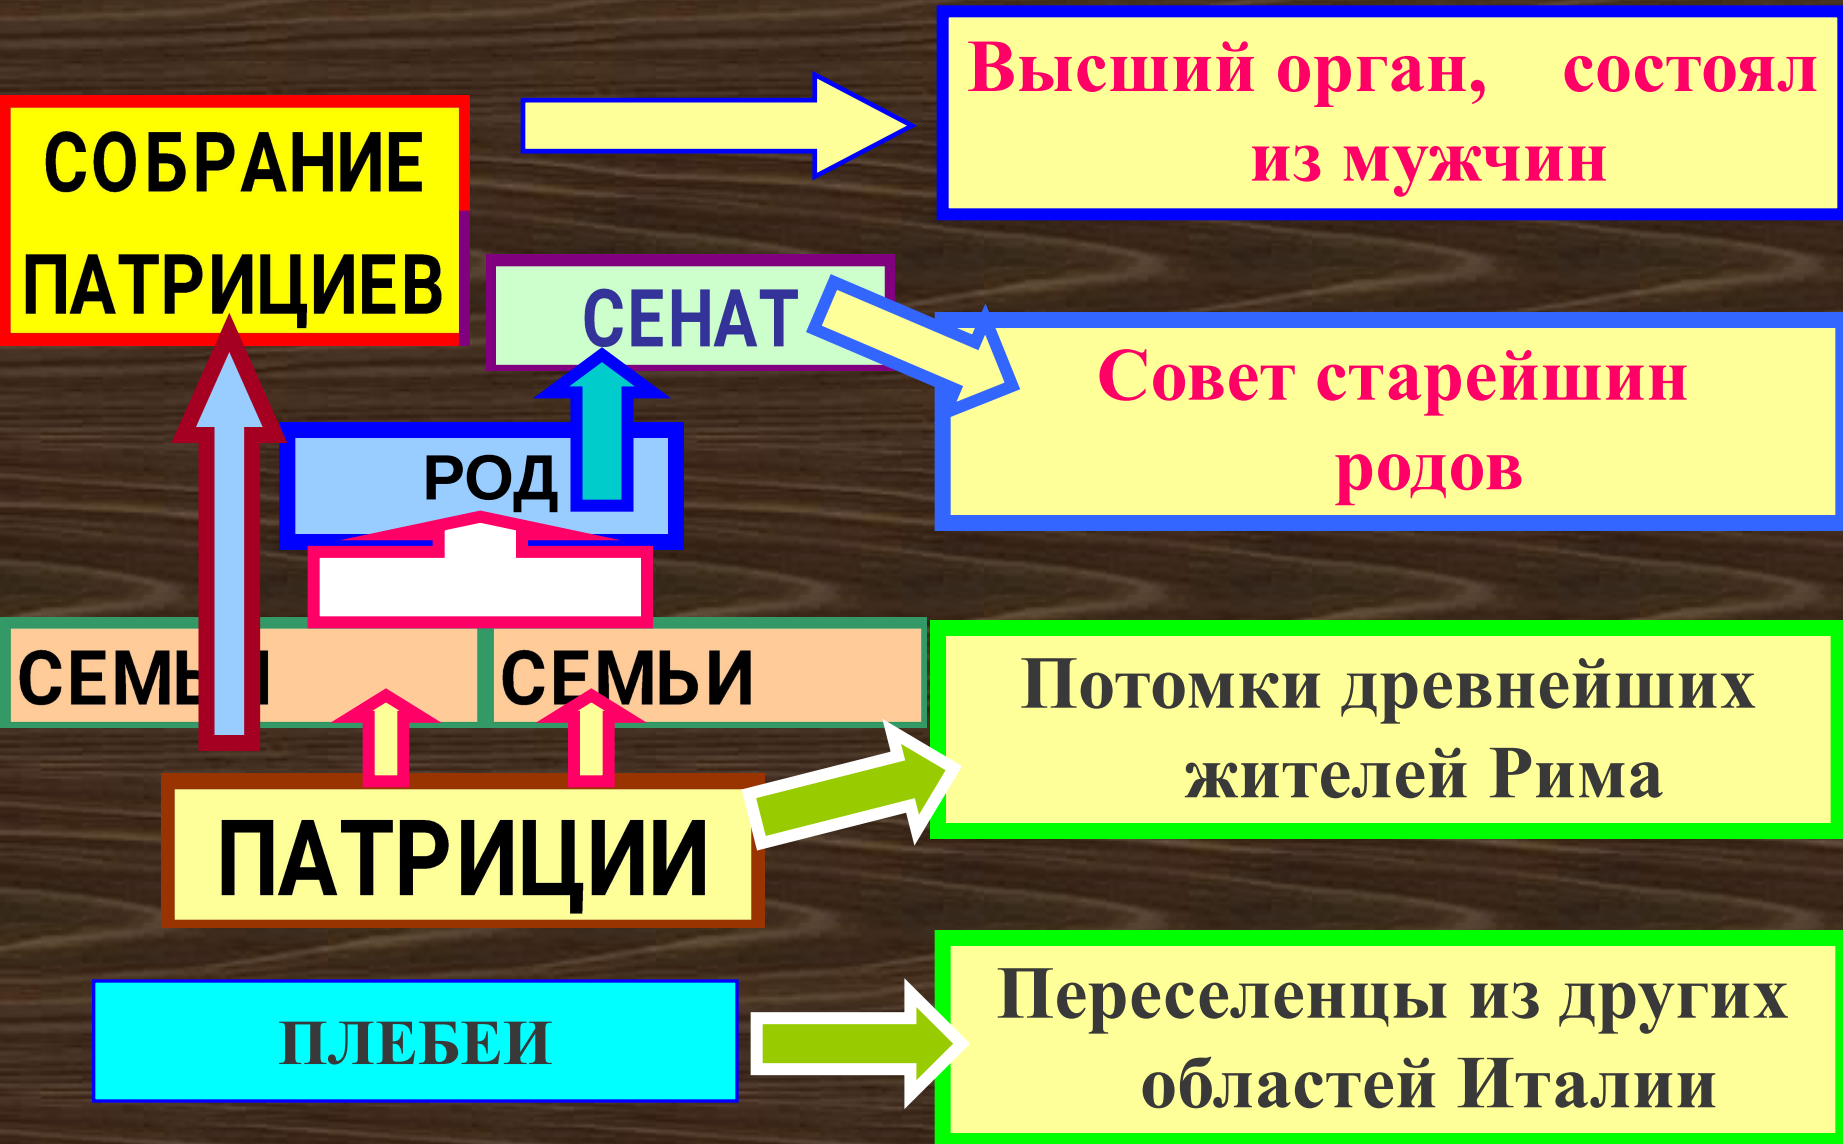 СОБРАНИЕ
ПАТРИЦИЕВ
Высший орган, состоял
из мужчин
СЕНАТ
Совет старейшин
родов
РОД
СЕМЬИ
СЕМЬИ
Потомки древнейших
жителей Рима
ПАТРИЦИИ
ПЛЕБЕИ
Переселенцы из других
областей Италии